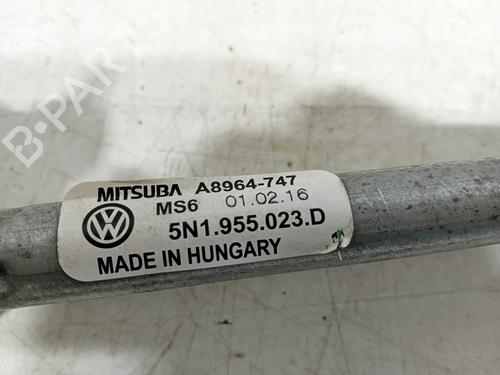 B-PARTS
MITSUBA A8964-747
MS6 01.02.16
5N1.955.023.D
MADE IN HUNGARY